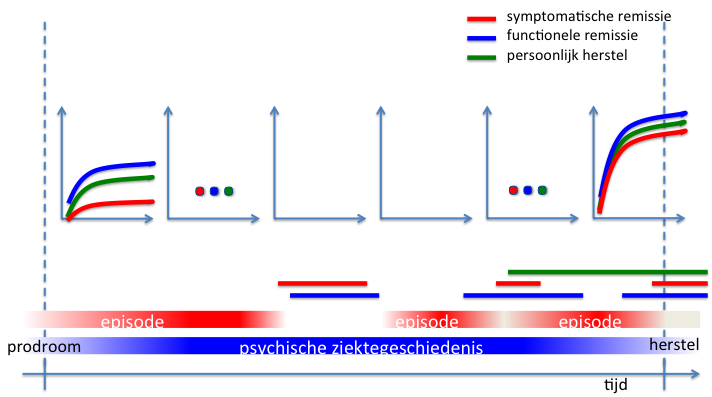 symptomatische remissie
functionele remissie
persoonlijk herstel
episode
episode
episode
prodroom
psychische ziektegeschiedenis
herstel
tijd